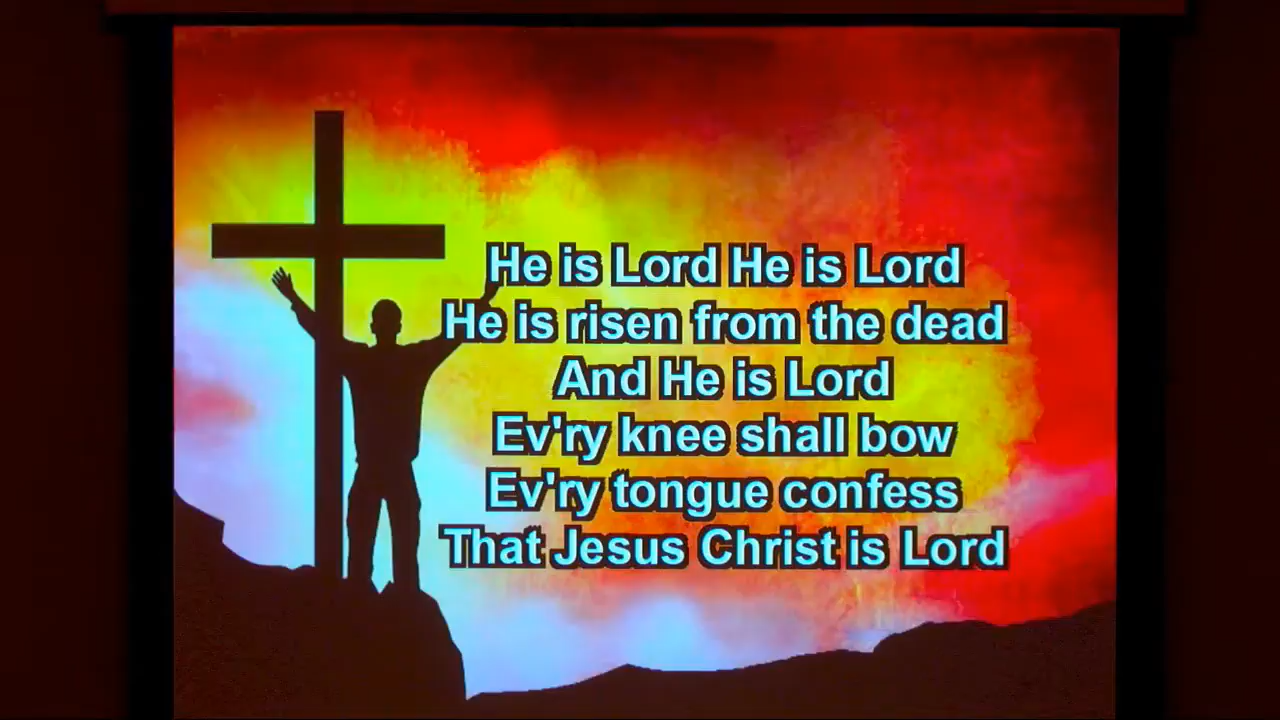 He is Lord He is Lord
He is risen from the dead
And He is Lord
Ev'ry knee shall bow
Ev'ry tongue confess
That Jesus Christ is Lord